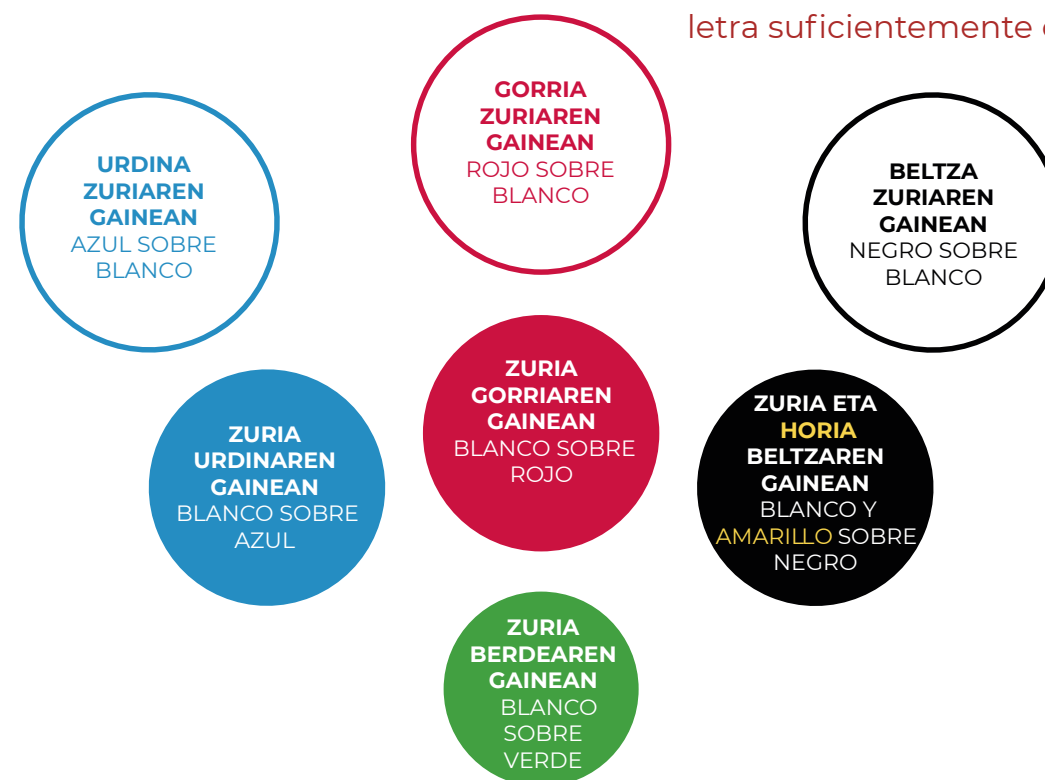 letra suficientemente
URDINA
ZURIAREN
GAINEAN
AZUL SOBRE
BLANCO
GORRIA
ZURIAREN
GAINEAN
ROJO SOBRE
BLANCO
BELTZA
ZURIAREN
GAINEAN
NEGRO SOBRE
BLANCO
ZURIA
URDINAREN
GAINEAN
BLANCO SOBRE
AZUL
ZURIA
GORRIAREN
GAINEAN
BLANCO SOBRE
ROJO
ZURIA ETA
HORIA
BELTZAREN
GAINEAN
BLANCO Y
AMARILLO SOBRE
NEGRO
ZURIA
BERDEAREN
GAINEAN
BLANCO
SOBRE
VERDE